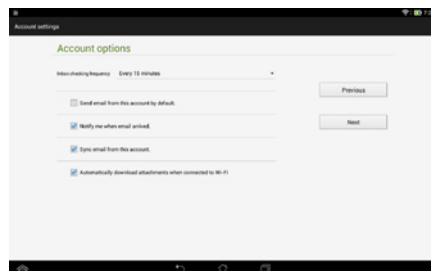 Account settings
Account options
Inbox checking frequency Every 15 minutes
Send email from this account by default.
Notify me when email arrived.
Sync email from this account.
Automatically download attachments when connected to Wi-Fi
Previous
Next